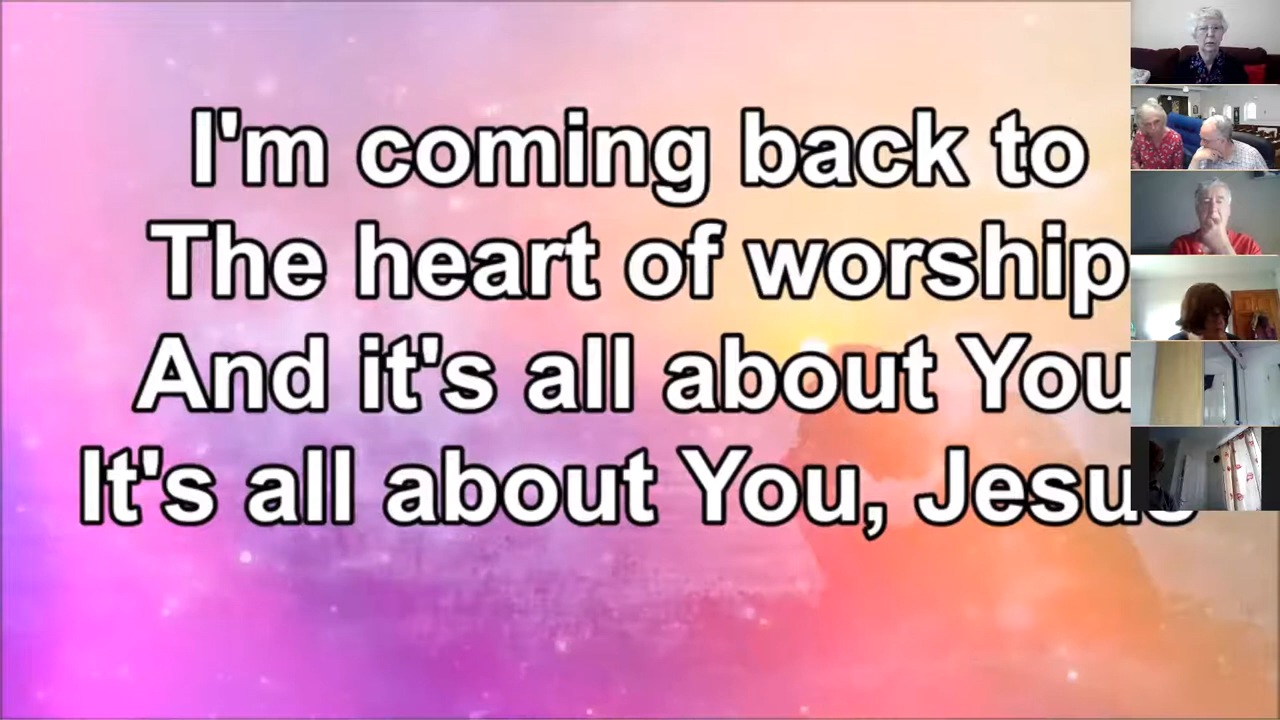 I'm coming back to
The heart of worship
And it's all about You
It's all about You, Jesus